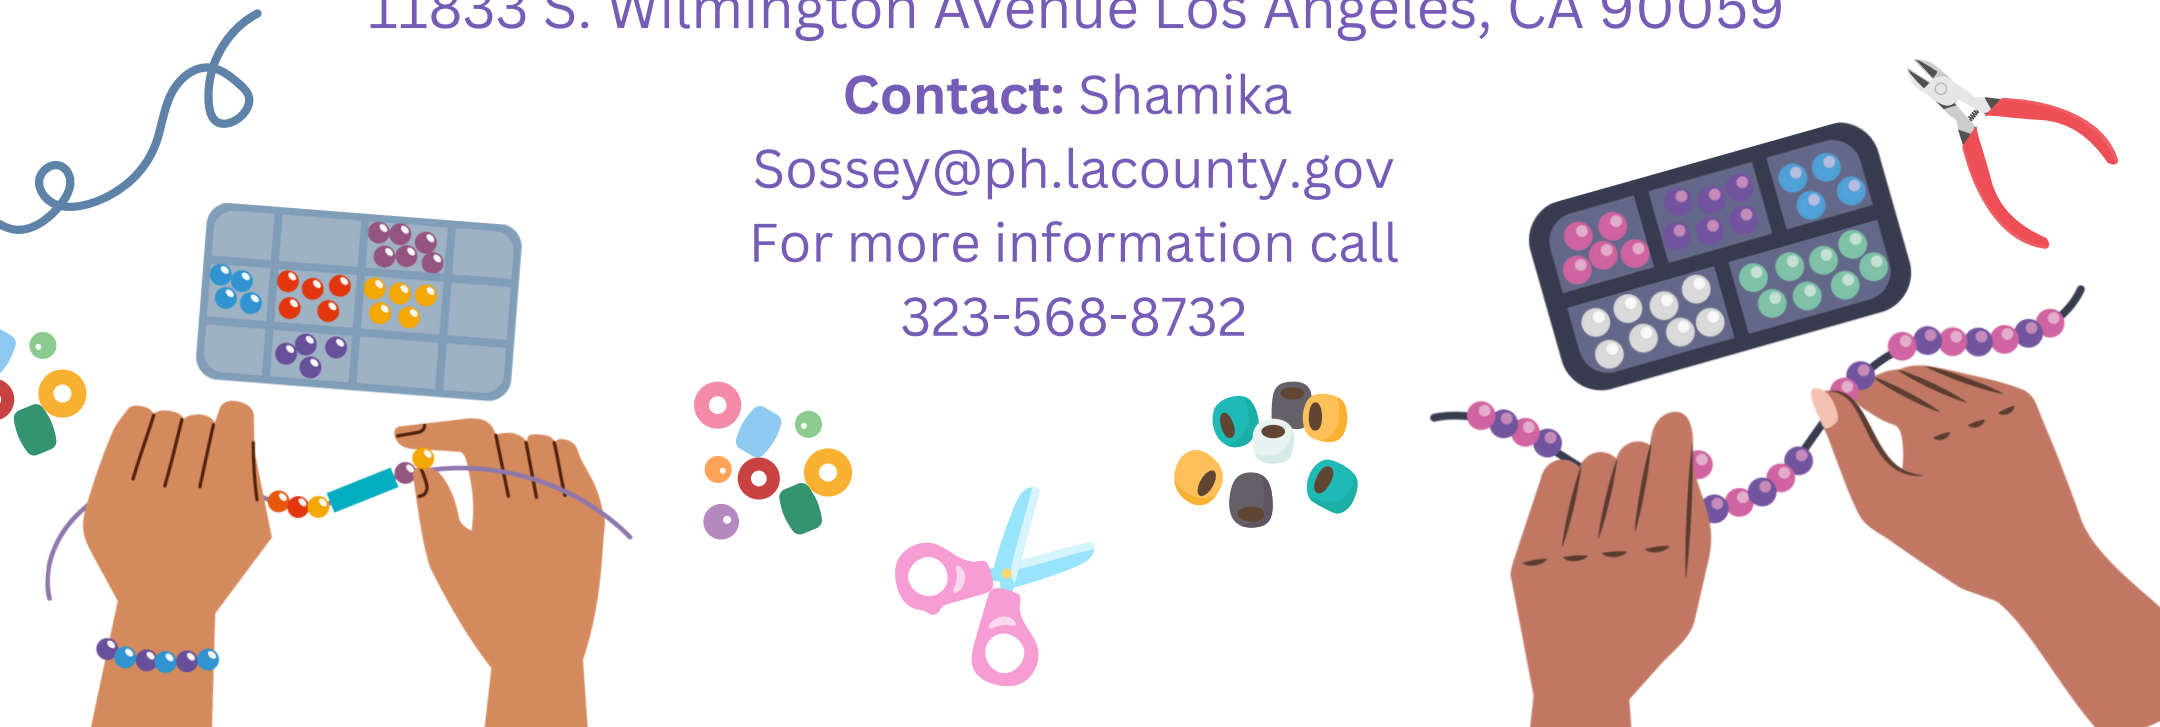 11833 S. Wilmington Avenue Los Angeles, CA 90059
Contact: Shamika
Sossey@ph.lacounty.gov
For more information call
323-568-8732